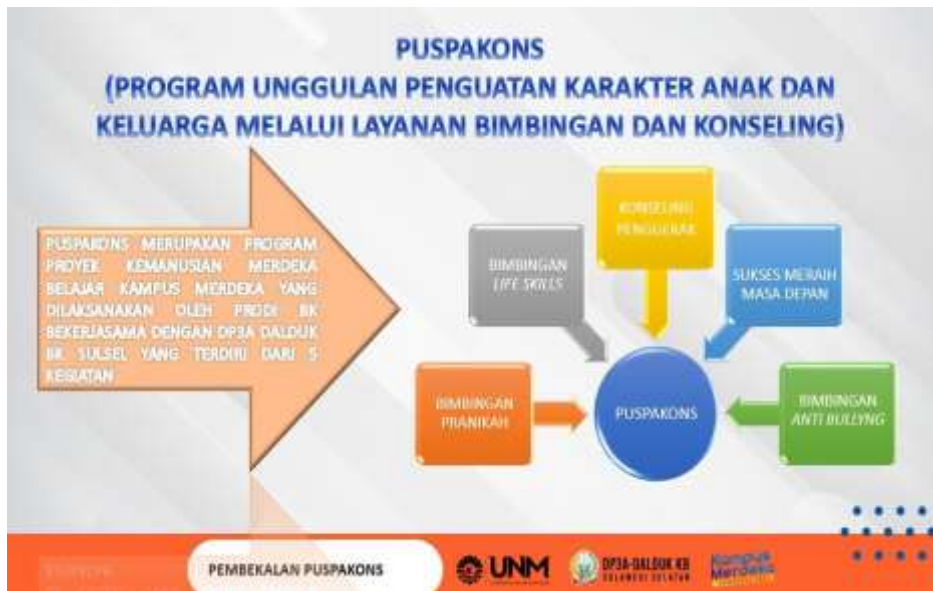 PUSPAKONS
(PROGRAM UNGGULAN PENGUATAN KARAKTER ANAK DAN
KELUARGA MELALUI LAYANAN BIMBINGAN DAN KONSELING)
PUSPAKONS MERUPAKAN PROGRAM
PROYEK KEMANUSIAN MERDEKA
BELAJAR KAMPUS MERDEKA YANG
DILAKSANAKAN OLEH PRODI BK
BEKERJASAMA DENGAN DP3A DALDUK
BK SULSEL YANG TERDIRI DARI 5
KEGIATAN
KONSELING
PENGGERAK
BIMBINGAN
LIFE SKILLS
SUKSES MERAIH
MASA DEPAN
BIMBINGAN
PRANIKAH
PUSPAKONS
BIMBINGAN
ANTI BULLYNG
PEMBEKALAN PUSPAKONS
UNM
DP3A-DALDUK KB
SULAWESI SELATAN
Kampus
Merdeka